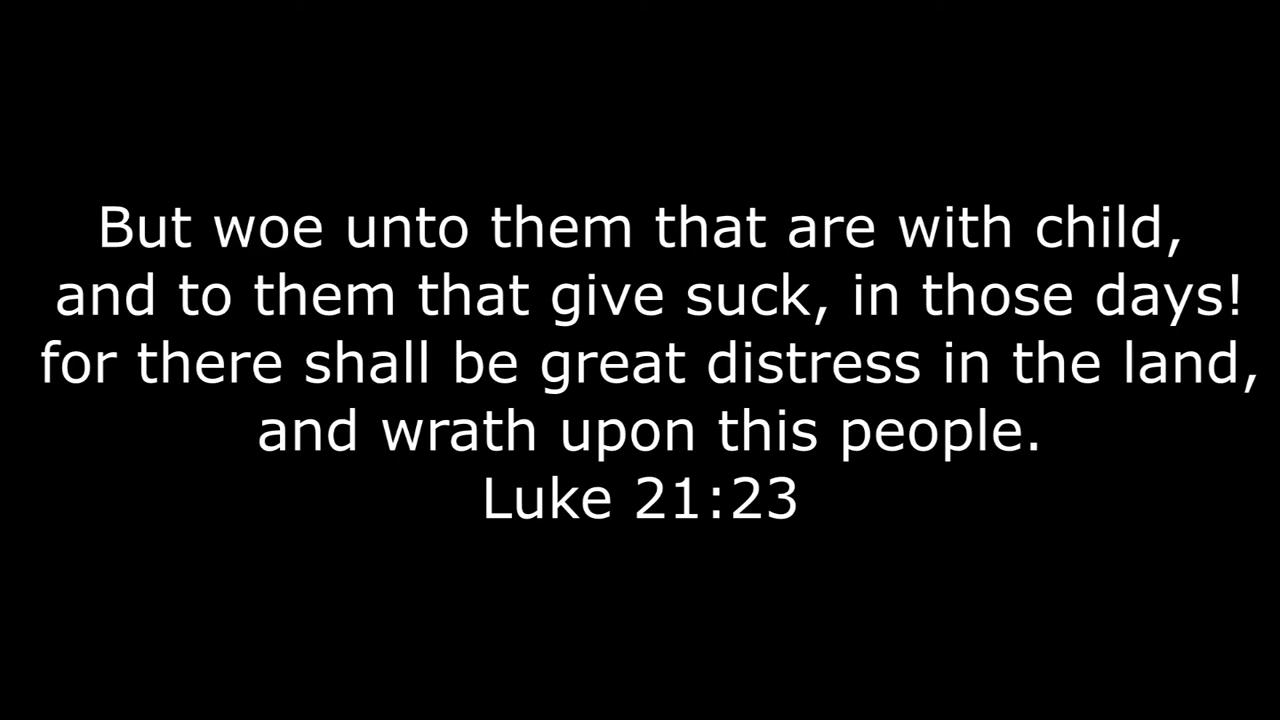 But woe unto them that are with child,
and to them that give suck, in those days!
for there shall be great distress in the land,
and wrath upon this people.
Luke 21:23